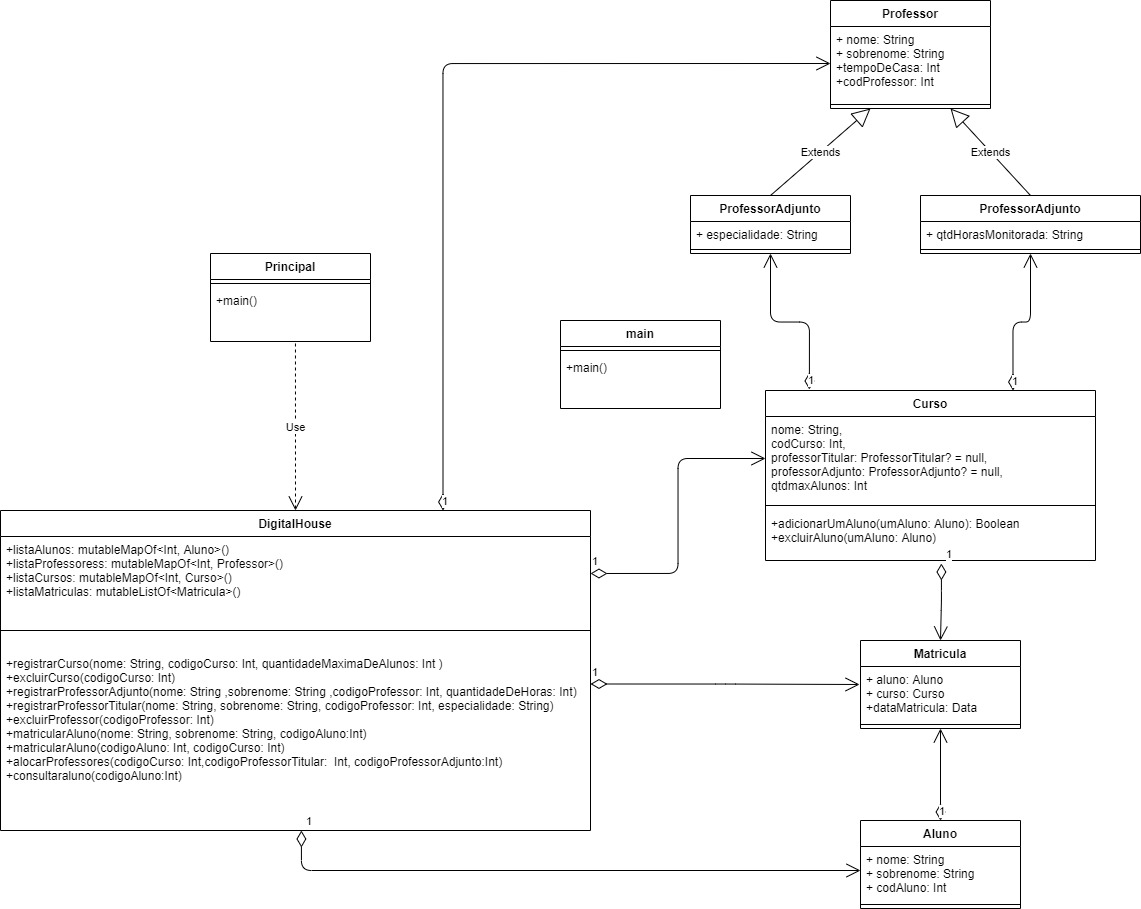 Professor
+ nome: String
+ sobrenome: String
+tempoDeCasa: Int
+codProfessor: Int
Extends
Extends
ProfessorAdjunto
+ especialidade: String
ProfessorAdjunto
+ qtdHorasMonitorada: String
Principal
+main()
main
+main()
Use
1
1
Curso
nome: String,
codCurso: Int,
professorTitular: ProfessorTitular? = null,
professorAdjunto: ProfessorAdjunto? = null,
qtdmaxAlunos: Int
+adicionarUmAluno(umAluno: Aluno): Boolean
+excluirAluno(umAluno: Aluno)
1
1
DigitalHouse
+listaAlunos: mutableMapOf<Int, Aluno>()
+listaProfessoress: mutableMapOf<Int, Professor>()
+listaCursos: mutableMapOf<Int, Curso>()
+listaMatriculas: mutableListOf<Matricula>()
1
+registrarCurso(nome: String, codigoCurso: Int, quantidadeMaximaDeAlunos: Int )
+excluirCurso(codigoCurso: Int)
+registrarProfessorAdjunto(nome: String ,sobrenome: String ,codigoProfessor: Int, quantidadeDeHoras: Int)
+registrarProfessorTitular(nome: String, sobrenome: String, codigoProfessor: Int, especialidade: String)
+excluirProfessor(codigoProfessor: Int)
+matricularAluno(nome: String, sobrenome: String, codigoAluno:Int)
+matricularAluno(codigoAluno: Int, codigoCurso: Int)
+alocarProfessores(codigoCurso: Int,codigoProfessorTitular:  Int, codigoProfessorAdjunto:Int)
+consultaraluno(codigoAluno:Int)
1
1
Matricula
+ aluno: Aluno
+ curso: Curso
+dataMatricula: Data
1
Aluno
+ nome: String
+ sobrenome: String
+ codAluno: Int